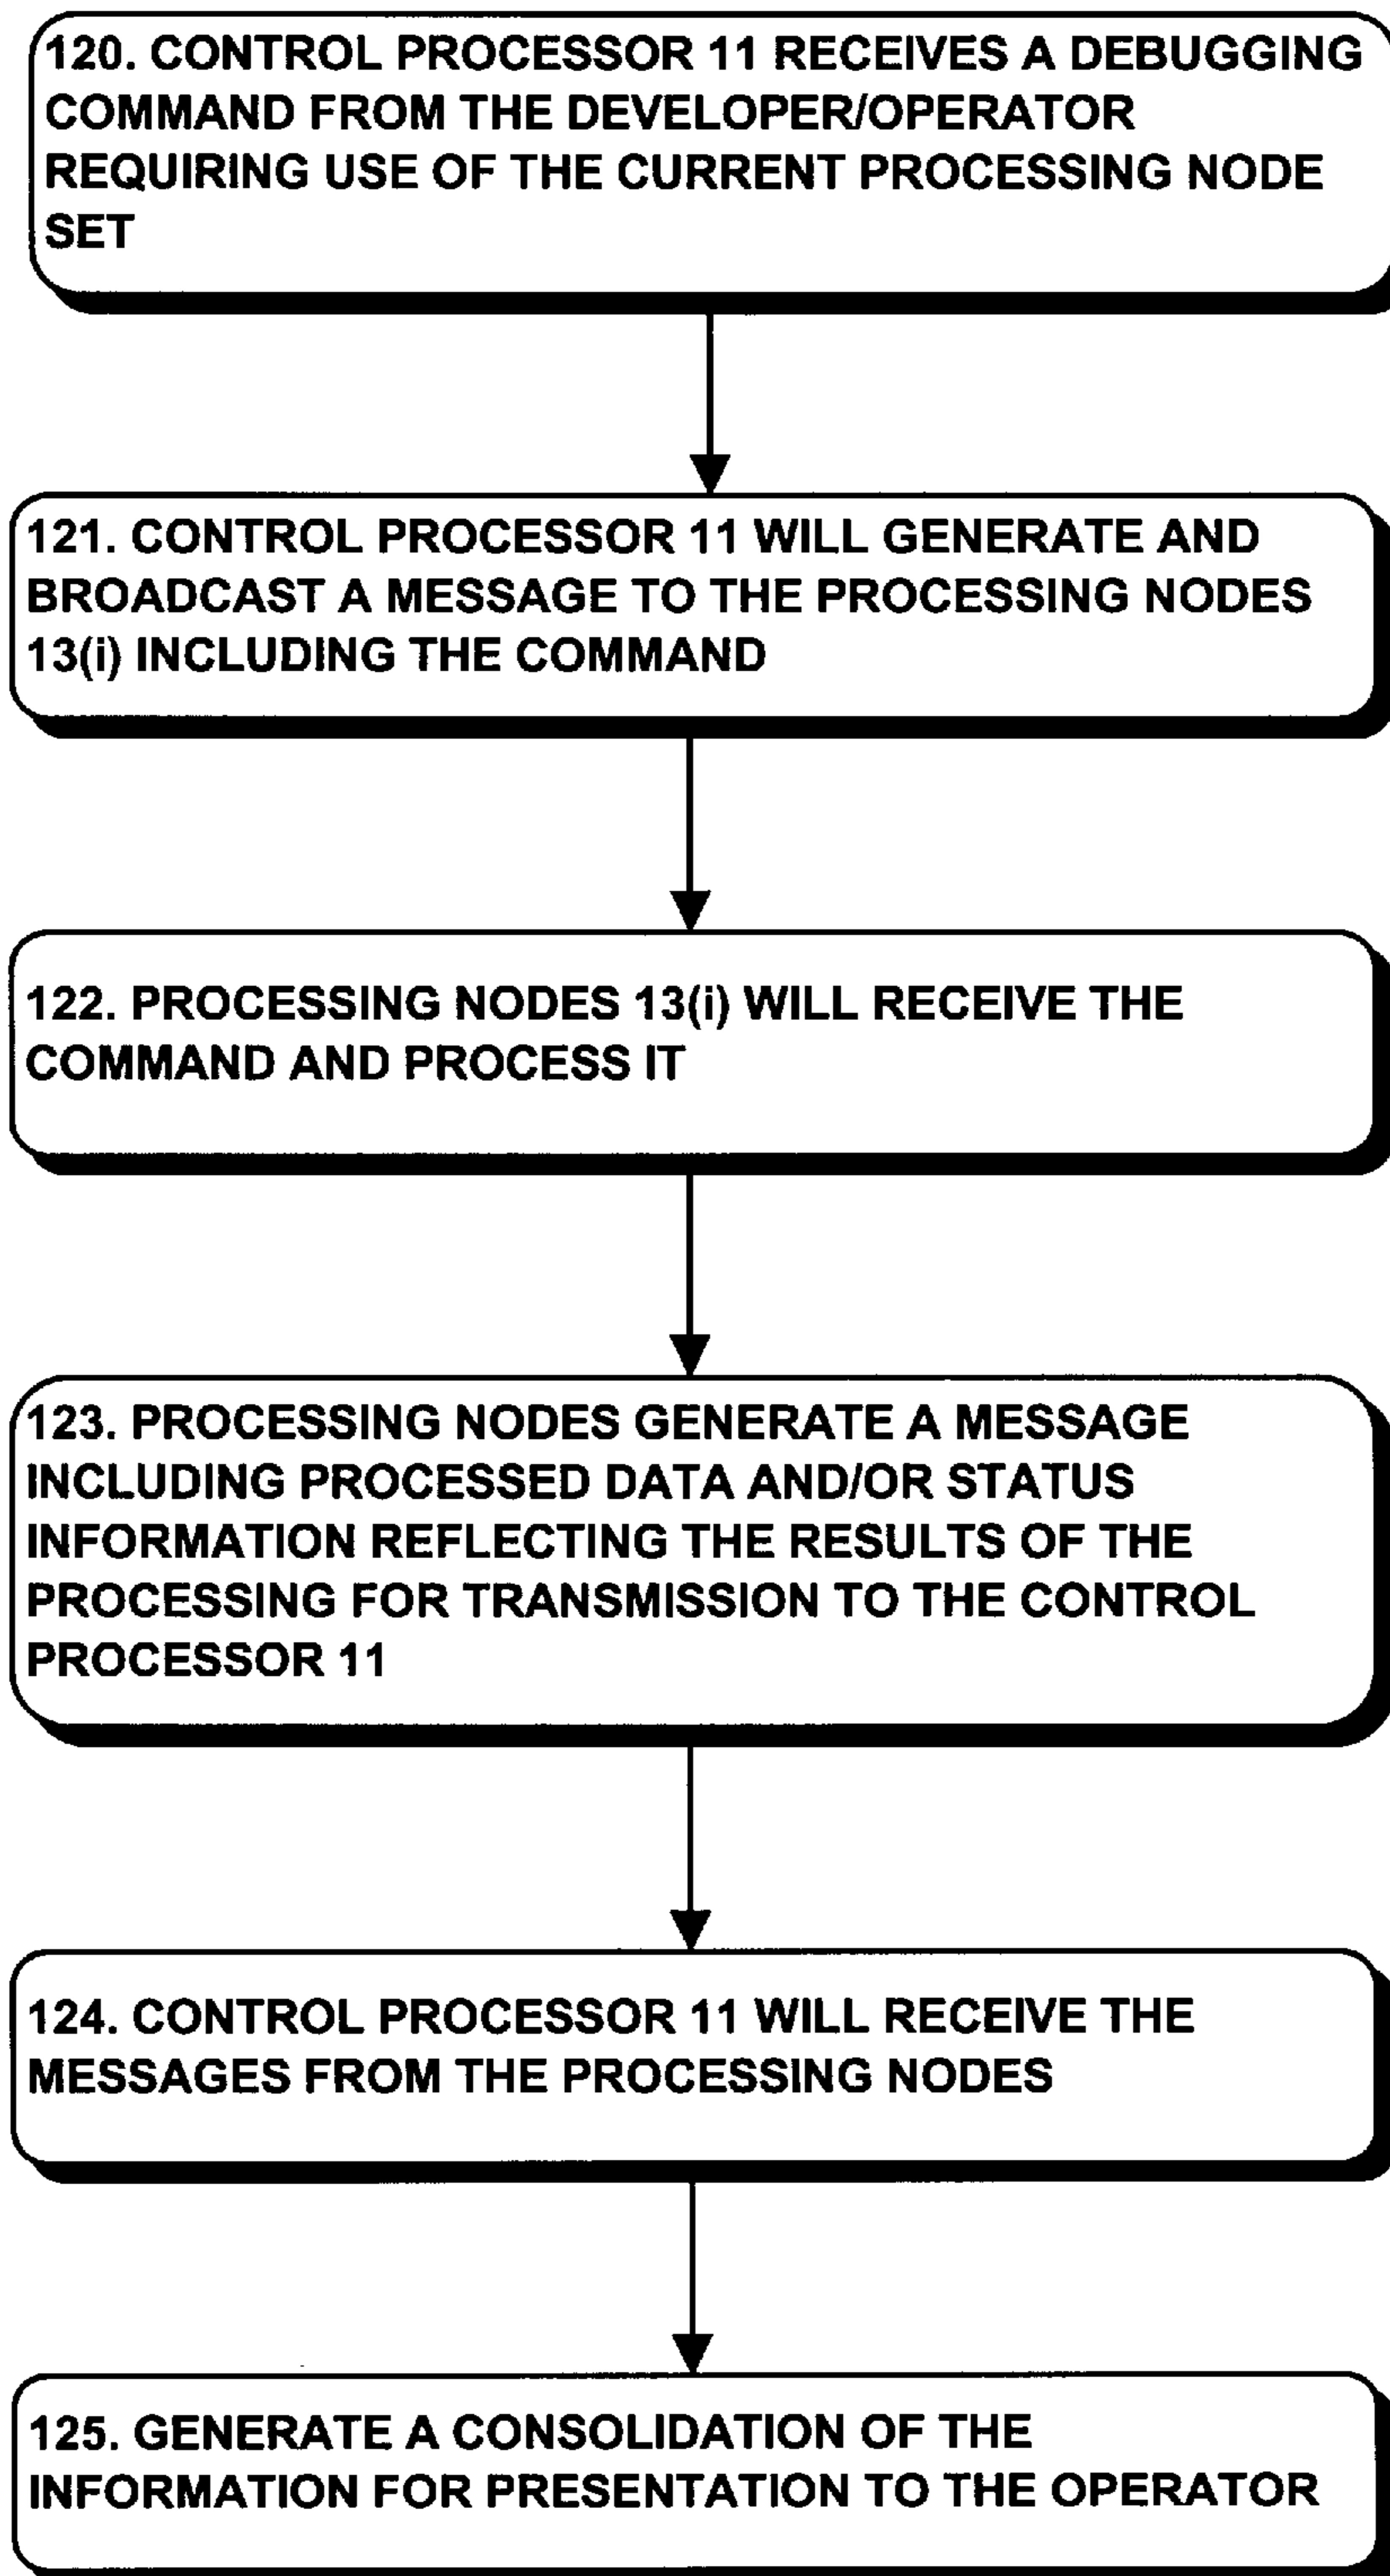 120. CONTROL PROCESSOR 11 RECEIVES A DEBUGGING
COMMAND FROM THE DEVELOPER/OPERATOR
REQUIRING USE OF THE CURRENT PROCESSING NODE
SET
121. CONTROL PROCESSOR 11 WILL GENERATE AND
BROADCAST A MESSAGE TO THE PROCESSING NODES
13(i) INCLUDING THE COMMAND
122. PROCESSING NODES 13(i) WILL RECEIVE THE
COMMAND AND PROCESS IT
123. PROCESSING NODES GENERATE A MESSAGE
INCLUDING PROCESSED DATA AND/OR STATUS
INFORMATION REFLECTING THE RESULTS OF THE
PROCESSING FOR TRANSMISSION TO THE CONTROL
PROCESSOR 11
124. CONTROL PROCESSOR 11 WILL RECEIVE THE
MESSAGES FROM THE PROCESSING NODES
125. GENERATE A CONSOLIDATION OF THE
INFORMATION FOR PRESENTATION TO THE OPERATOR